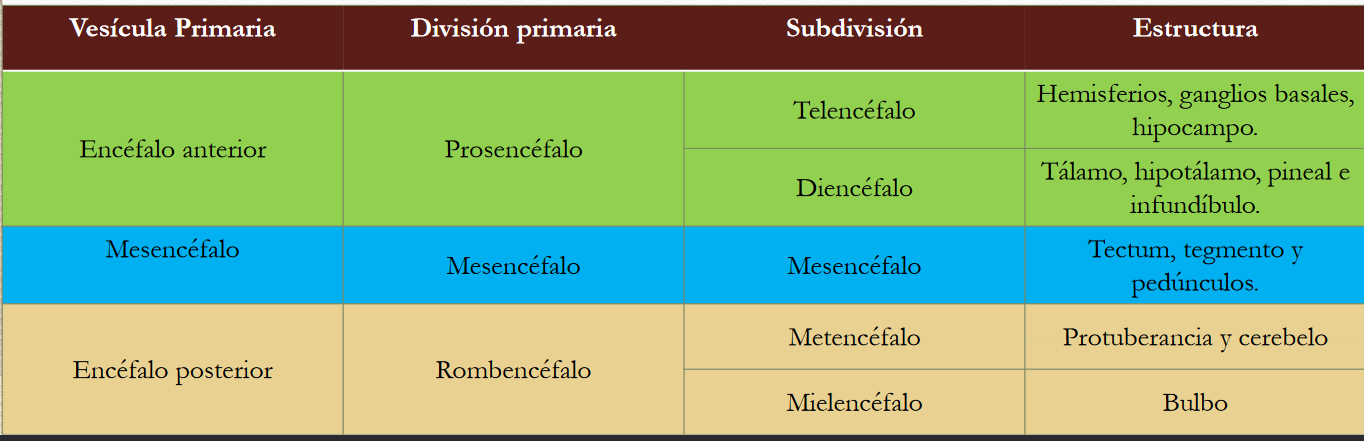 Vesícula Primaria División primaria Subdivisión Estructura
Encéfalo anterior
Prosencéfalo
Telencéfalo
Hemisferios, ganglios basales,
hipocampo.
Diencéfalo
Tálamo, hipotálamo, pineal e
infundíbulo.
Mesencéfalo
Mesencéfalo
Mesencéfalo
Tectum, tegmento y
pedúnculos.
Encéfalo posterior
Rombencéfalo
Metencéfalo
Protuberancia y cerebelo
Mielencéfalo
Bulbo